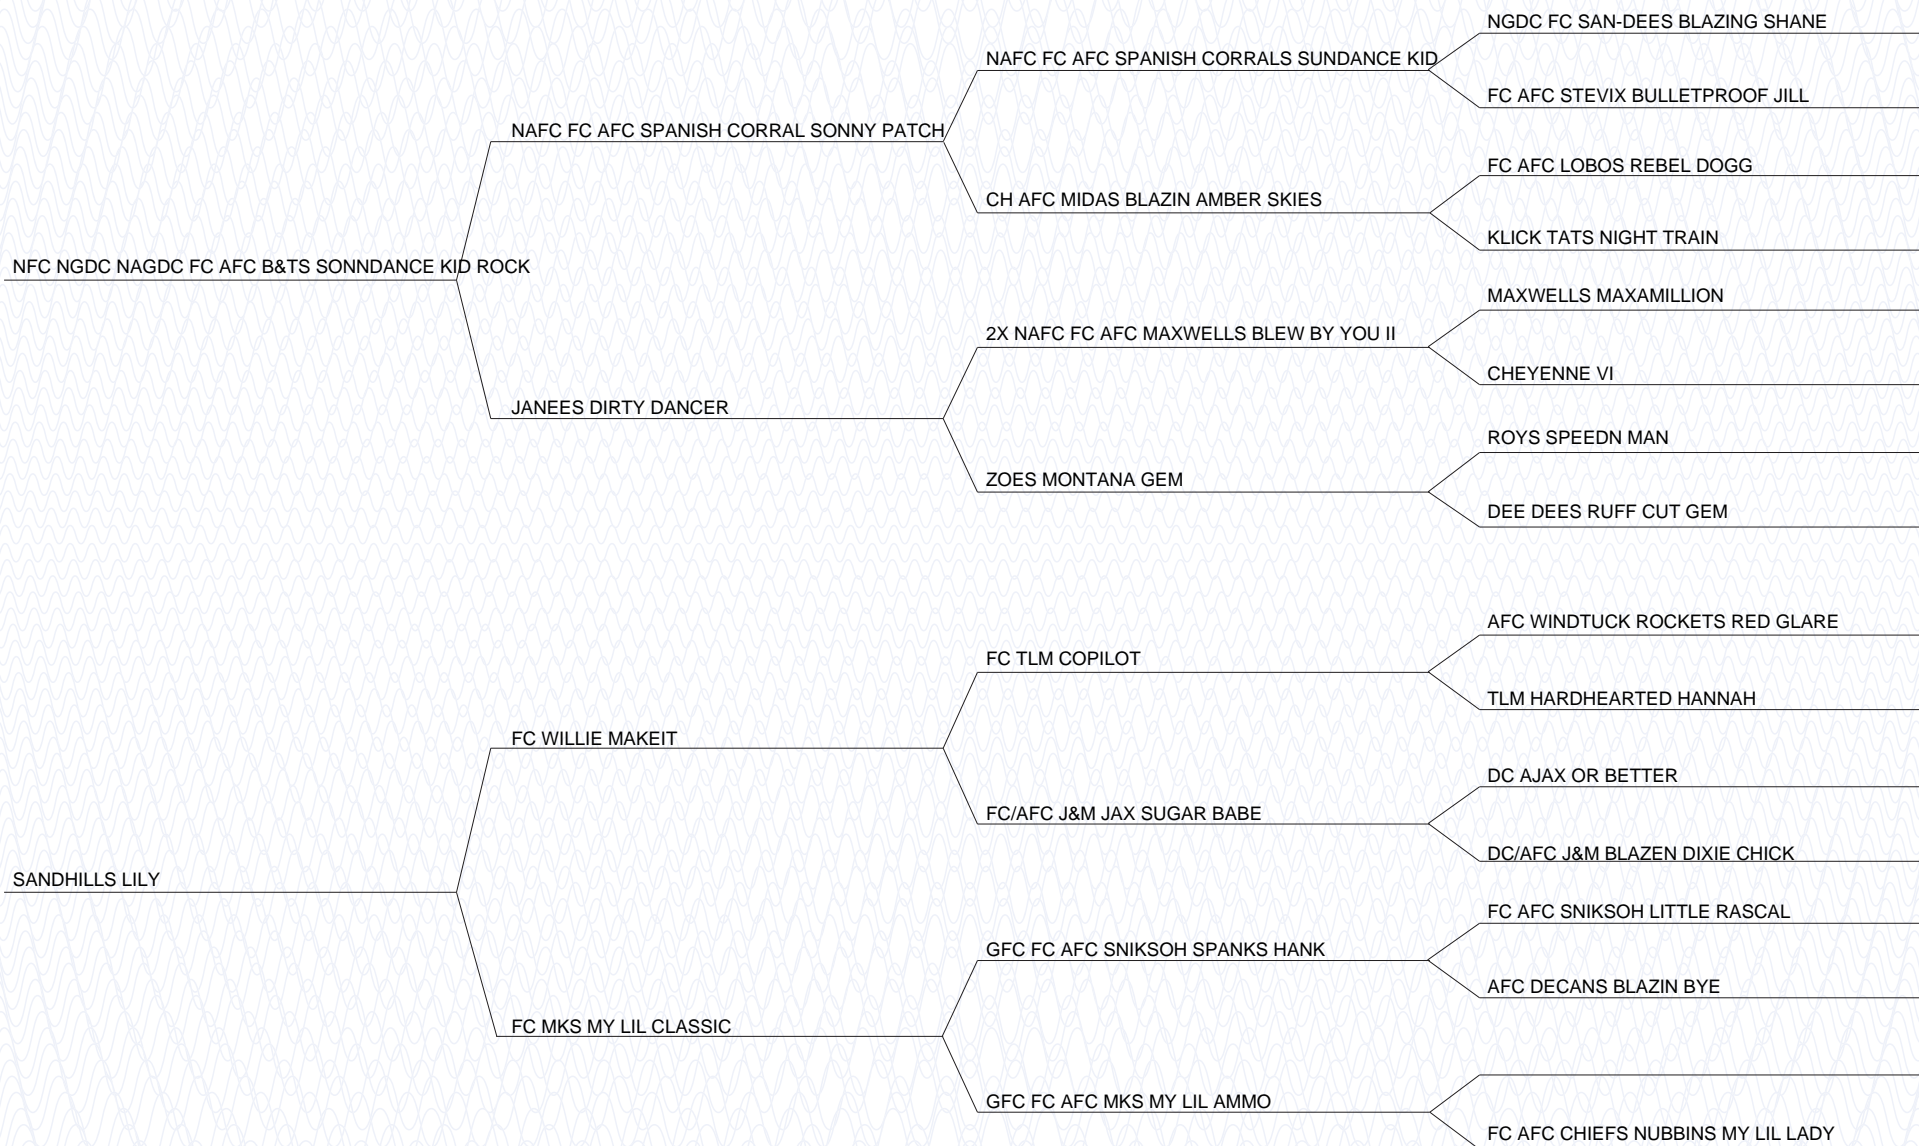 NGDC FC SAN-DEES BLAZING SHANE
NAFC FC AFC SPANISH CORRALS SUNDANCE KID
FC AFC STEVIX BULLETPROOF JILL
NAFC FC AFC SPANISH CORRAL SONNY PATCH
FC AFC LOBOS REBEL DOGG
CH AFC MIDAS BLAZIN AMBER SKIES
KLICK TATS NIGHT TRAIN
NFC NGDC NAGDC FC AFC B&TS SONNDANCE KID ROCK
MAXWELLS MAXAMILLION
2X NAFC FC AFC MAXWELLS BLEW BY YOU II
CHEYENNE VI
JANEES DIRTY DANCER
ROYS SPEEDN MAN
ZOES MONTANA GEM
DEE DEES RUFF CUT GEM
AFC WINDTUCK ROCKETS RED GLARE
FC TLM COPILOT
TLM HARDHEARTED HANNAH
FC WILLIE MAKEIT
DC AJAX OR BETTER
FC/AFC J&M JAX SUGAR BABE
DC/AFC J&M BLAZEN DIXIE CHICK
SANDHILLS LILY
FC AFC SNIKSOH LITTLE RASCAL
GFC FC AFC SNIKSOH SPANKS HANK
AFC DECANS BLAZIN BYE
FC MKS MY LIL CLASSIC
GFC FC AFC MKS MY LIL AMMO
FC AFC CHIEFS NUBBINS MY LIL LADY